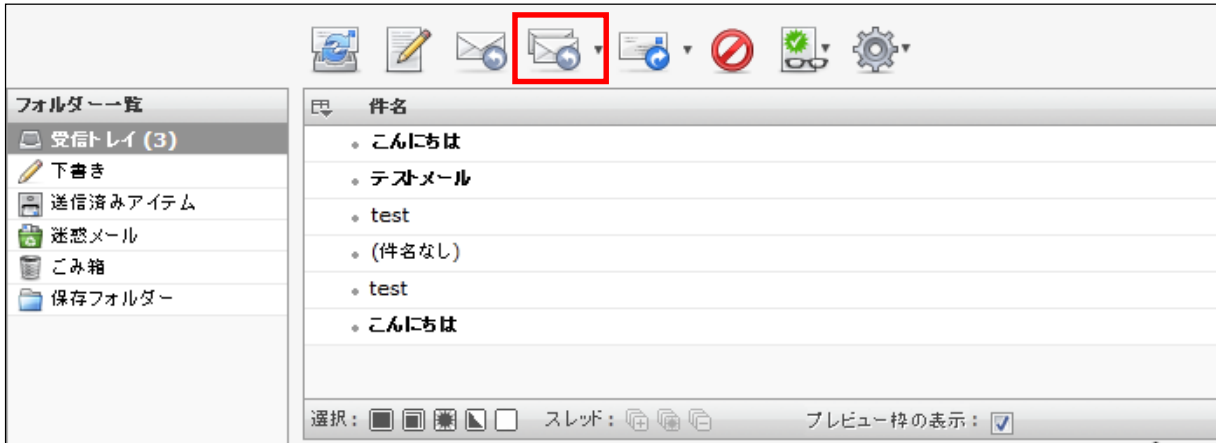 フォルダー一覧
受信トレイ (3)
下書き
送信済みアイテム
迷惑メール
ごみ箱
保存フォルダー
件名
こんにちは
テストメール
test
(件名なし)
test
こんにちは
選択: スレッド: プレビュー枠の表示: